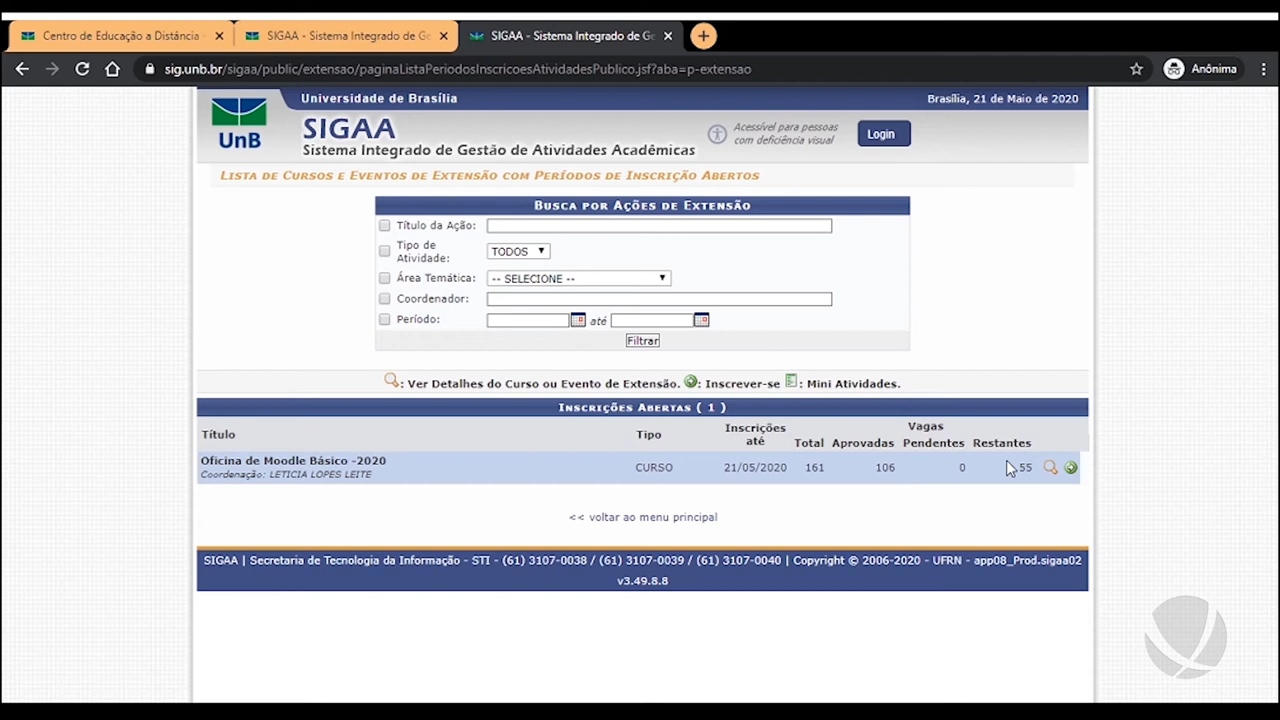 Centro de Educação a Distância
SIGAA - Sistema Integrado de Ge
SIGAA - Sistema Integrado de Ge
sig.unb.br/sigaa/public/extensao/paginaListaPeriodosInscricoesAtividadesPublico.jsf?aba=p-extensao
Anônima
Universidade de Brasília
Brasília, 21 de Maio de 2020
UnB
SIGAA
Sistema Integrado de Gestão de Atividades Acadêmicas
Acessível para pessoas
com deficiência visual
Login
Lista de Cursos e Eventos de Extensão com Períodos de Inscrição Abertos
Busca por Ações de Extensão
Título da Ação:
Tipo de
Atividade:
TODOS
Área Temática:
-- SELECIONE --
Coordenador:
Período:
até
Filtrar
: Ver Detalhes do Curso ou Evento de Extensão. : Inscrever-se : Mini Atividades.
Inscrições Abertas ( 1 )
Título Tipo Inscrições até Vagas
Total Aprovadas Pendentes Restantes
Oficina de Moodle Básico -2020 CURSO 21/05/2020 161 106 0 55
Coordenação: LETICIA LOPES LEITE
<< voltar ao menu principal
SIGAA | Secretaria de Tecnologia da Informação - STI - (61) 3107-0038 / (61) 3107-0039 / (61) 3107-0040 | Copyright © 2006-2020 - UFRN - app08_Prod.sigaa02
v3.49.8.8